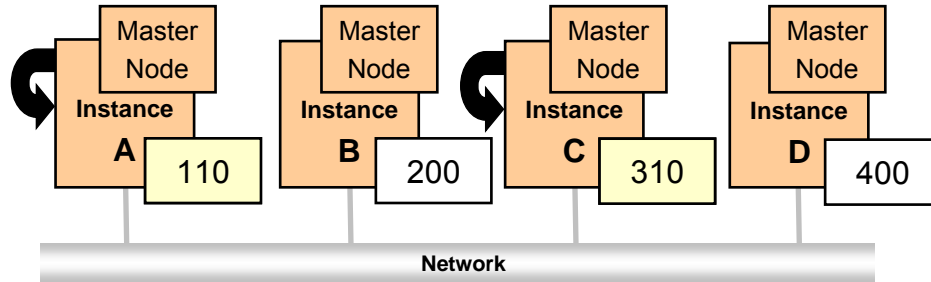 Master
Node
Instance
A
110
Master
Node
Instance
B
200
Master
Node
Instance
C
310
Master
Node
Instance
D
400
Network